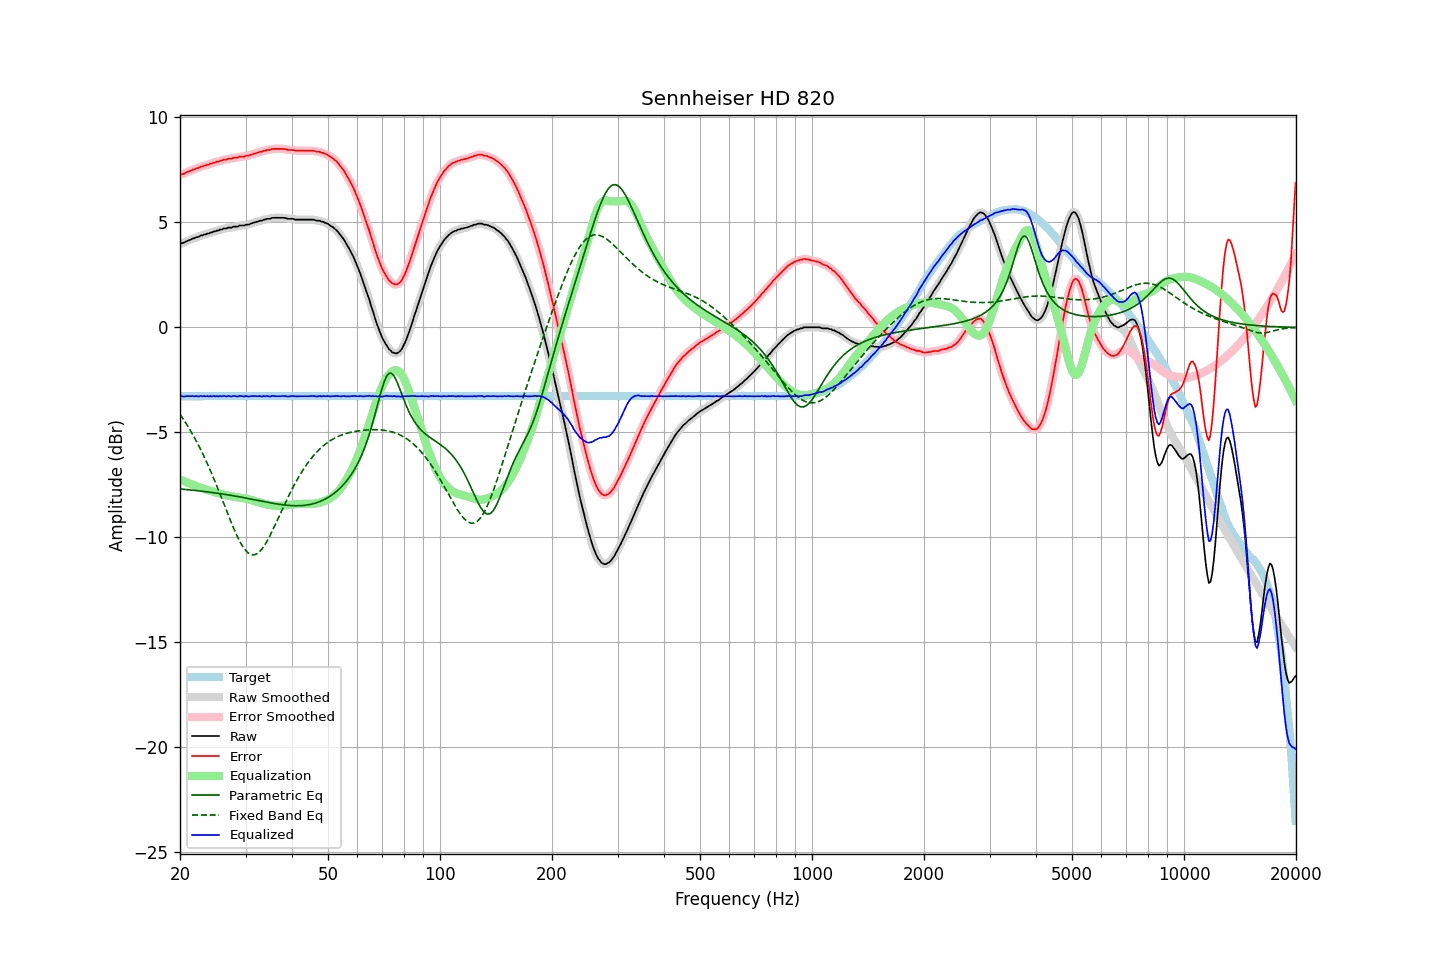 Sennheiser HD 820
10
5
0
−5
−10
−15
−20
−25
Amplitude (dBr)
Target
Raw Smoothed
Error Smoothed
Raw
Error
Equalization
Parametric Eq
Fixed Band Eq
Equalized
20
50
100
200
500
1000
2000
5000
10000
20000
Frequency (Hz)